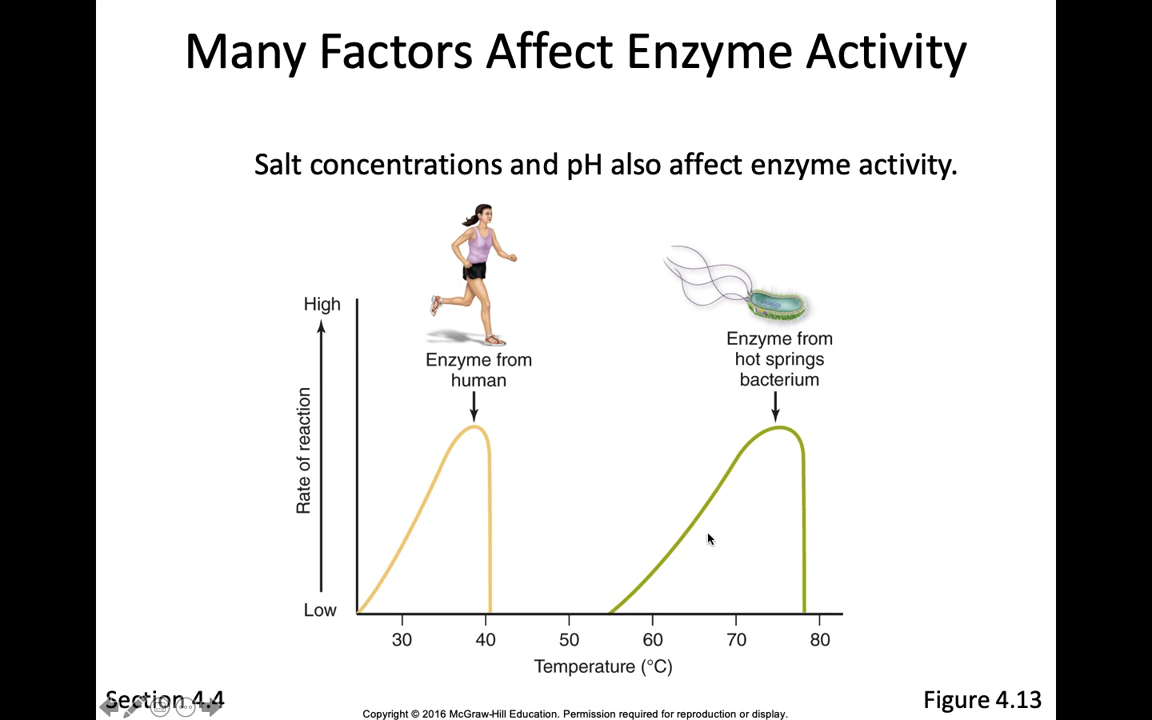 Many Factors Affect Enzyme Activity
Salt concentrations and pH also affect enzyme activity.
High
Enzyme from
human
Enzyme from
hot springs
bacterium
Rate of reaction
Low
30 40 50 60 70 80
Temperature (°C)
Section 4.4
Figure 4.13
Copyright © 2016 McGraw-Hill Education. Permission required for reproduction or display.